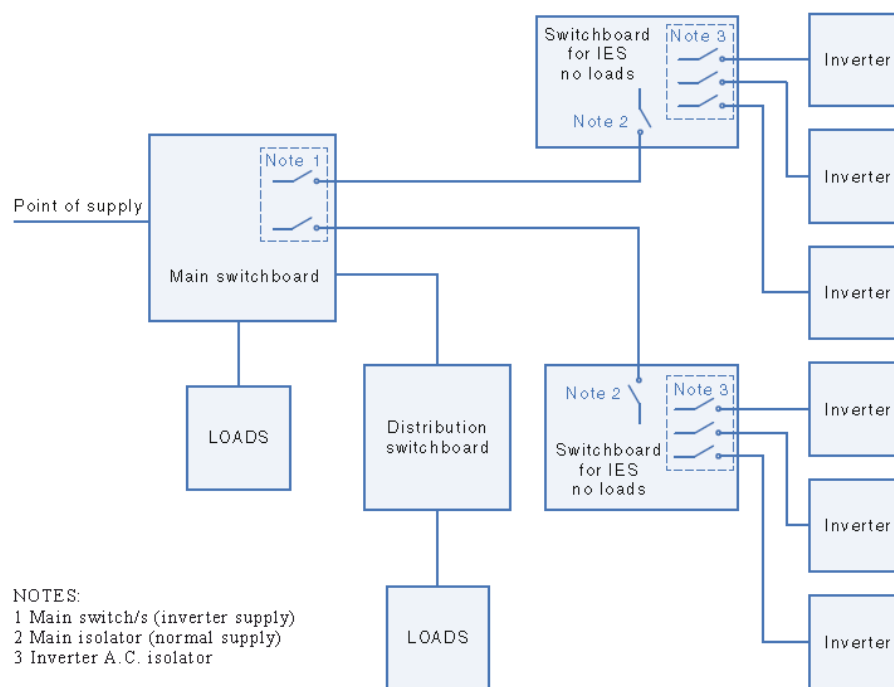 Switchboard
for IES
no loads
Note 3
Note 2
Inverter
Inverter
Inverter
Note 1
Point of supply
Main switchboard
LOADS
Distribution
switchboard
LOADS
Note 2
Note 3
Switchboard
for IES
no loads
Inverter
Inverter
Inverter
NOTES:
1 Main switch/s (inverter supply)
2 Main isolator (normal supply)
3 Inverter A.C. isolator